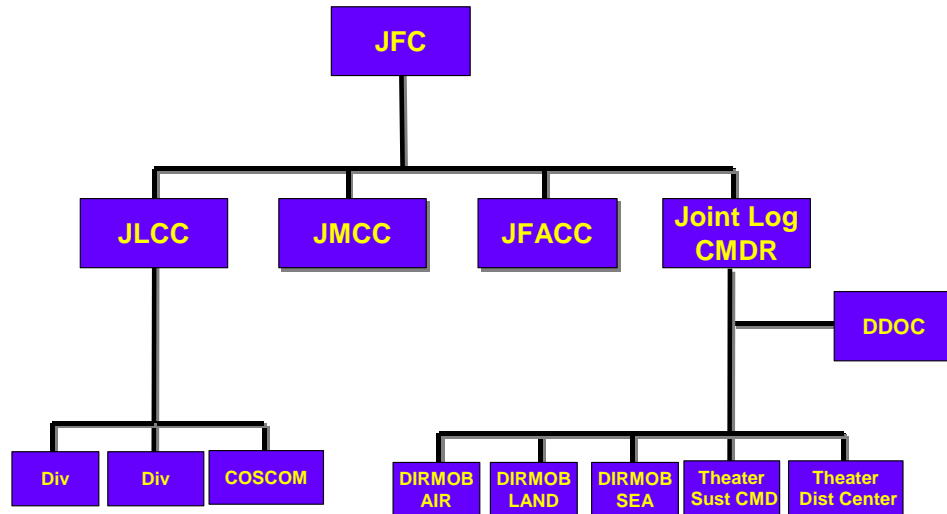 JFC
JLCC
JMCC
JFACC
Joint Log
CMDR
DDOC
Div
Div
COSCOM
DIRMOB
AIR
DIRMOB
LAND
DIRMOB
SEA
Theater
Sust CMD
Theater
Dist Center